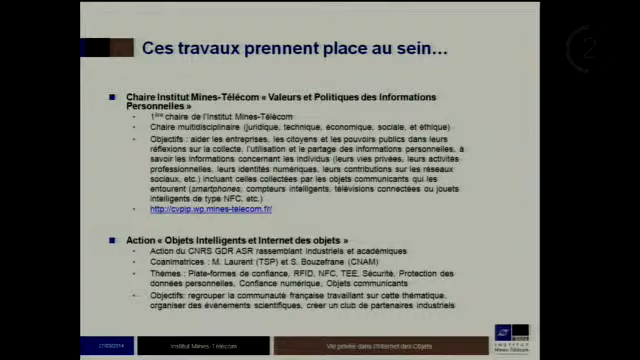 Ces travaux prennent place au sein…
Chaire Institut Mines-Télécom « Valeurs et Politiques des Informations
Personnelles »
- 1ère chaire de l'Institut Mines-Télécom
- Chaire multidisciplinaire (juridique, technique, économique, sociale, et éthique)
- Objectifs : aider les entreprises, les citoyens et les pouvoirs publics dans leurs
réflexions sur la collecte, l'utilisation et le partage des informations personnelles, à
savoir les informations concernant les individus (leurs vies privées, leurs activités
professionnelles, leurs identités numériques, leurs contributions sur les réseaux
sociaux, etc.) incluant celles collectées par les objets communicants qui les
entourent (smartphones, compteurs intelligents, télévisions connectées ou jouets
intelligents de type NFC, etc.)
- http://cvpip.wp.mines-telecom.fr/
Action « Objets Intelligents et Internet des objets »
- Action du CNRS GDR ASR rassemblant industriels et académiques
- Coanimatrices : M. Laurent (TSP) et S. Bouzefrane (CNAM)
- Thèmes : Plate-formes de confiance, RFID, NFC, TEE, Sécurité, Protection des
données personnelles, Confiance numérique, Objets communicants
- Objectifs: regrouper la communauté française travaillant sur cette thématique,
organiser des événements scientifiques, créer un club de partenaires industriels
27/03/2014
Institut Mines-Télécom
Vie privée dans l'Internet des Objets
INSTITUT
Mines-Télécom
2